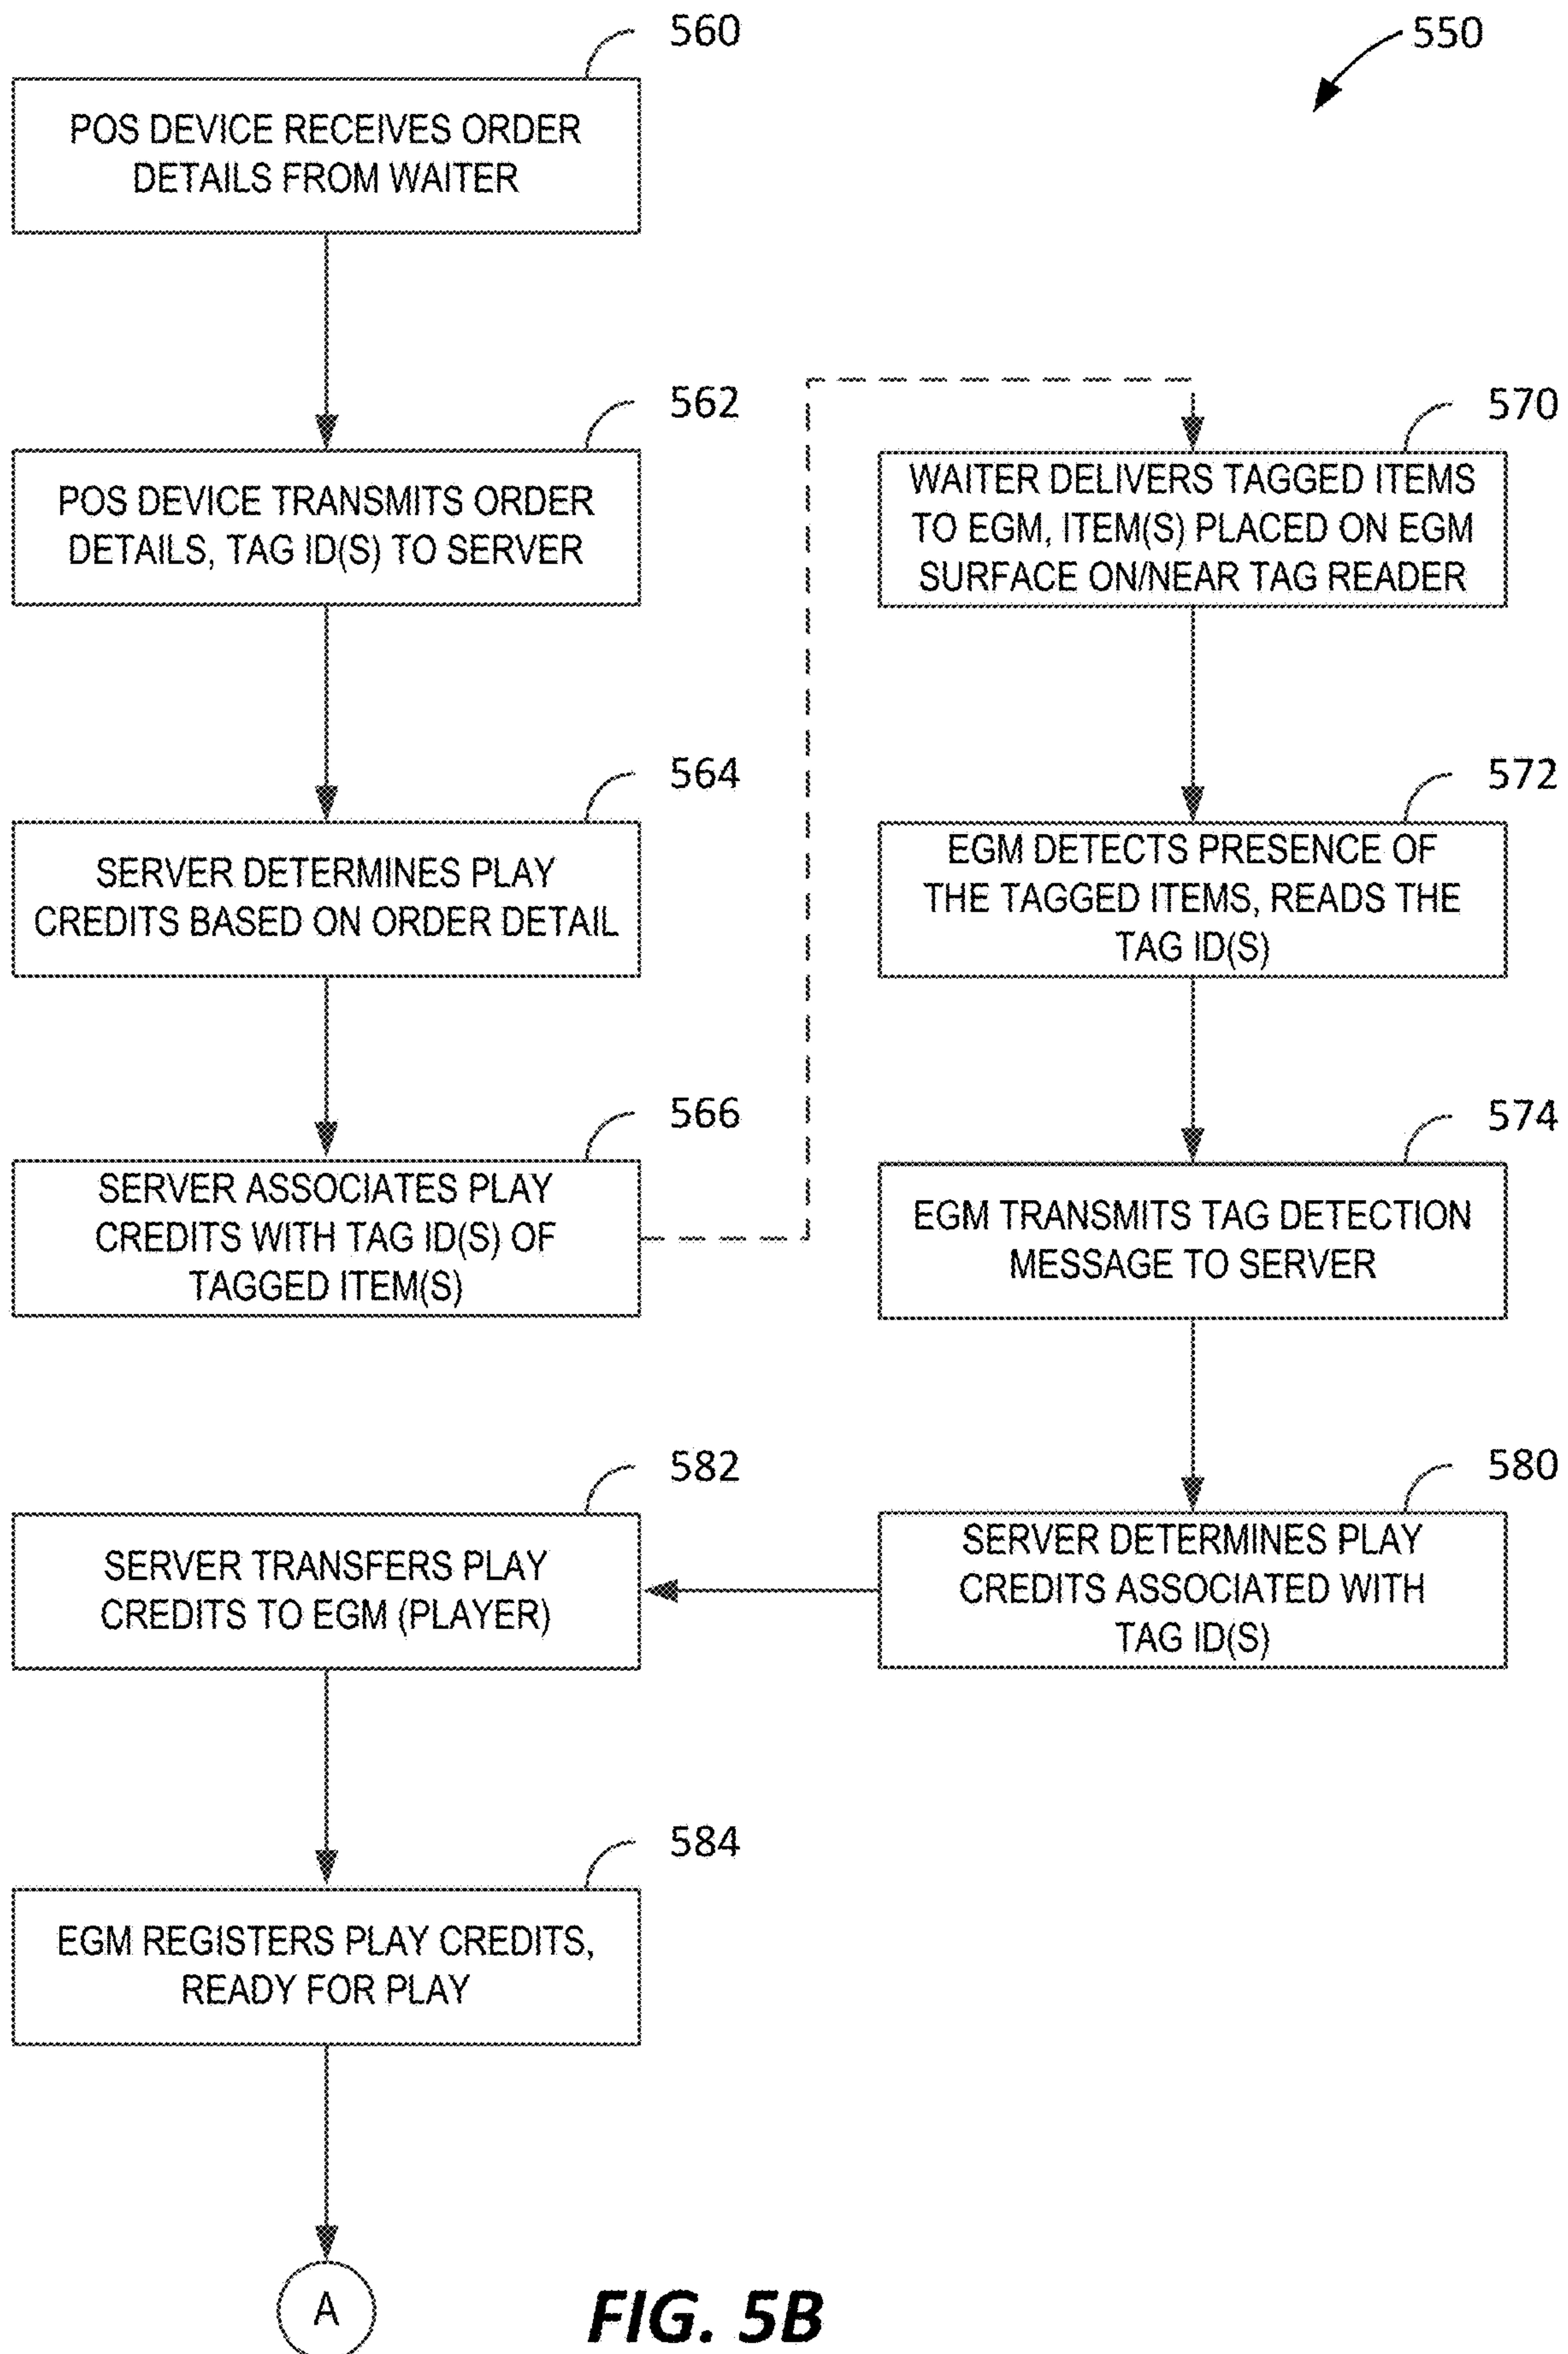 560
550
POS DEVICE RECEIVES ORDER
DETAILS FROM WAITER
562
POS DEVICE TRANSMITS ORDER
DETAILS, TAG ID(S) TO SERVER
564
SERVER DETERMINES PLAY
CREDITS BASED ON ORDER DETAIL
566
SERVER ASSOCIATES PLAY
CREDITS WITH TAG ID(S) OF
TAGGED ITEM(S)
570
WAITER DELIVERS TAGGED ITEMS
TO EGM, ITEM(S) PLACED ON EGM
SURFACE ON/NEAR TAG READER
572
EGM DETECTS PRESENCE OF
THE TAGGED ITEMS, READS THE
TAG ID(S)
574
EGM TRANSMITS TAG DETECTION
MESSAGE TO SERVER
580
SERVER DETERMINES PLAY
CREDITS ASSOCIATED WITH
TAG ID(S)
582
SERVER TRANSFERS PLAY
CREDITS TO EGM (PLAYER)
584
EGM REGISTERS PLAY CREDITS,
READY FOR PLAY
A
FIG. 5B